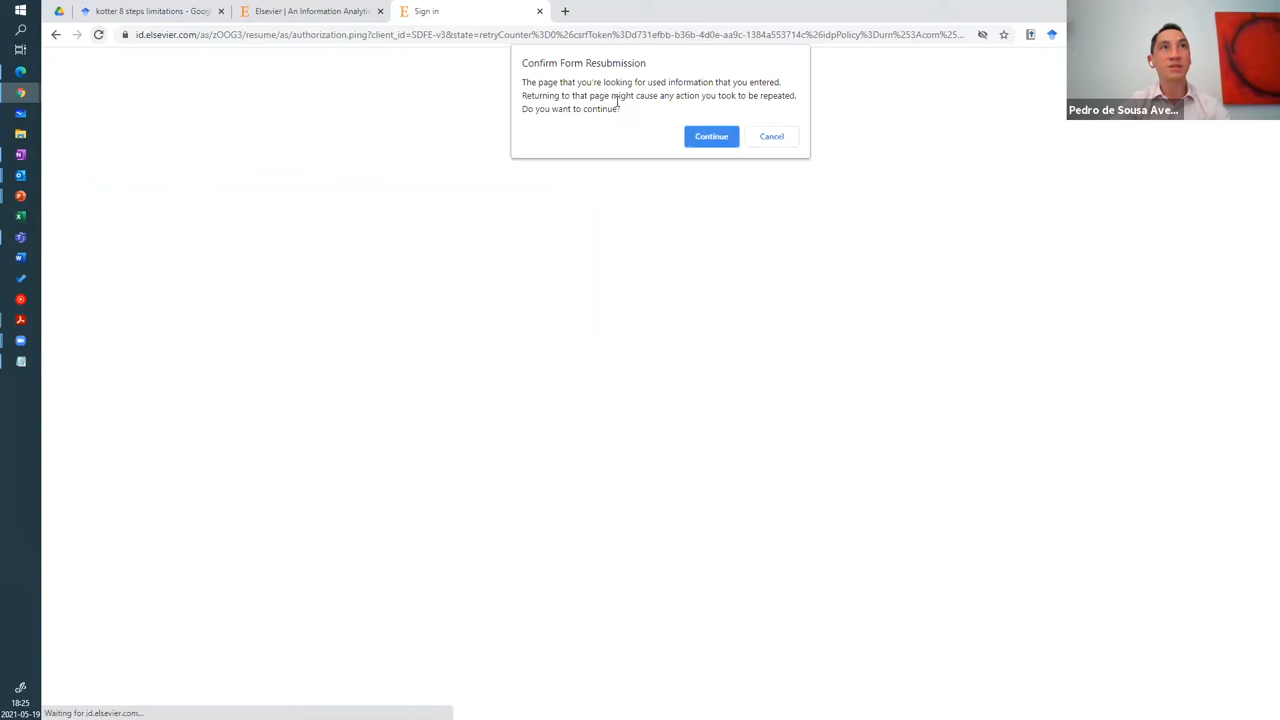 kotter 8 steps limitations - Goog
Elsevier | An Information Analytic
Sign in
id.elsevier.com/as/zOOG3/resume/as/authorization.ping?client_id=SDFE-v3&state=retryCounter%3D0%26csrfToken%3Dd731efbb-b36b-4d0e-aa9c-1384a553714c%26idpPolicy%3Durn%253Acom%25...
Confirm Form Resubmission
The page that you're looking for used information that you entered.
Returning to that page might cause any action you took to be repeated.
Do you want to continue?
Continue
Cancel
Pedro de Sousa Ave...
18:25
2021-05-19
Waiting for id.elsevier.com...